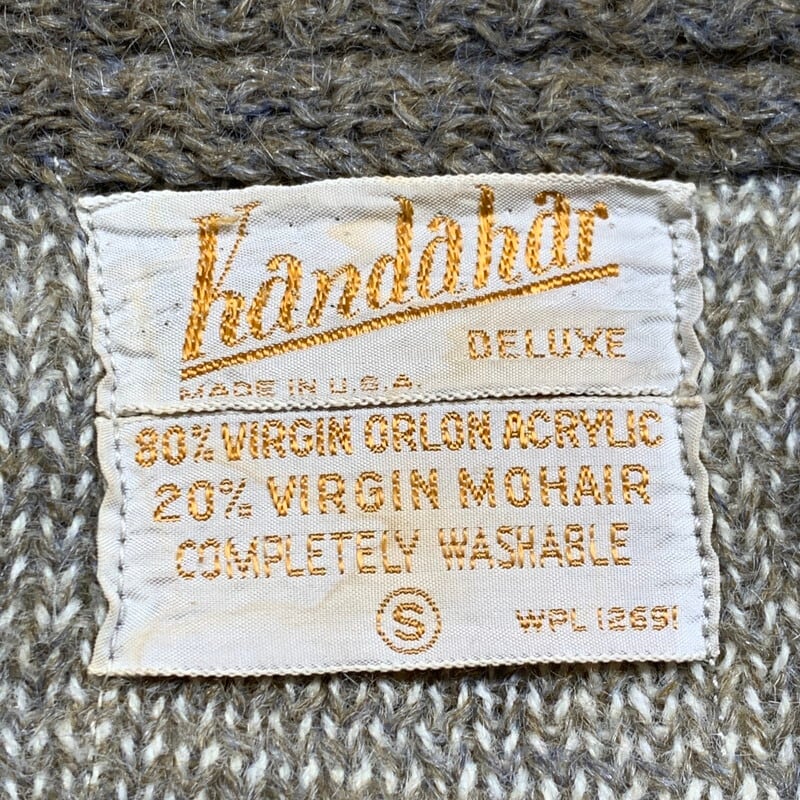 Kandahar
DELUXE
MADE IN U.S.A.
80% VIRGIN ORLON ACRYLIC
20% VIRGIN MOHAIR
COMPLETELY WASHABLE
S
WPL 12651